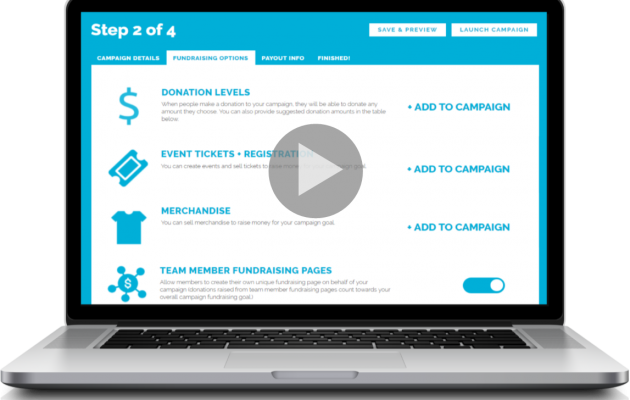 Step 2 of 4
SAVE & PREVIEW
LAUNCH CAMPAIGN
CAMPAIGN DETAILS
FUNDRAISING OPTIONS
PAYOUT INFO
FINISHED!
DONATION LEVELS
When people make a donation to your campaign, they will be able to donate any
amount they choose. You can also provide suggested donation amounts in the table
below.
+ ADD TO CAMPAIGN
EVENT TICKETS + REGISTRATION
You can create events and sell tickets to raise money for your campaign goal.
+ ADD TO CAMPAIGN
MERCHANDISE
You can sell merchandise to raise money for your campaign goal.
+ ADD TO CAMPAIGN
TEAM MEMBER FUNDRAISING PAGES
Allow members to create their own unique fundraising page on behalf of your
campaign (donations raised from team member fundraising pages count towards your
overall campaign fundraising goal.)